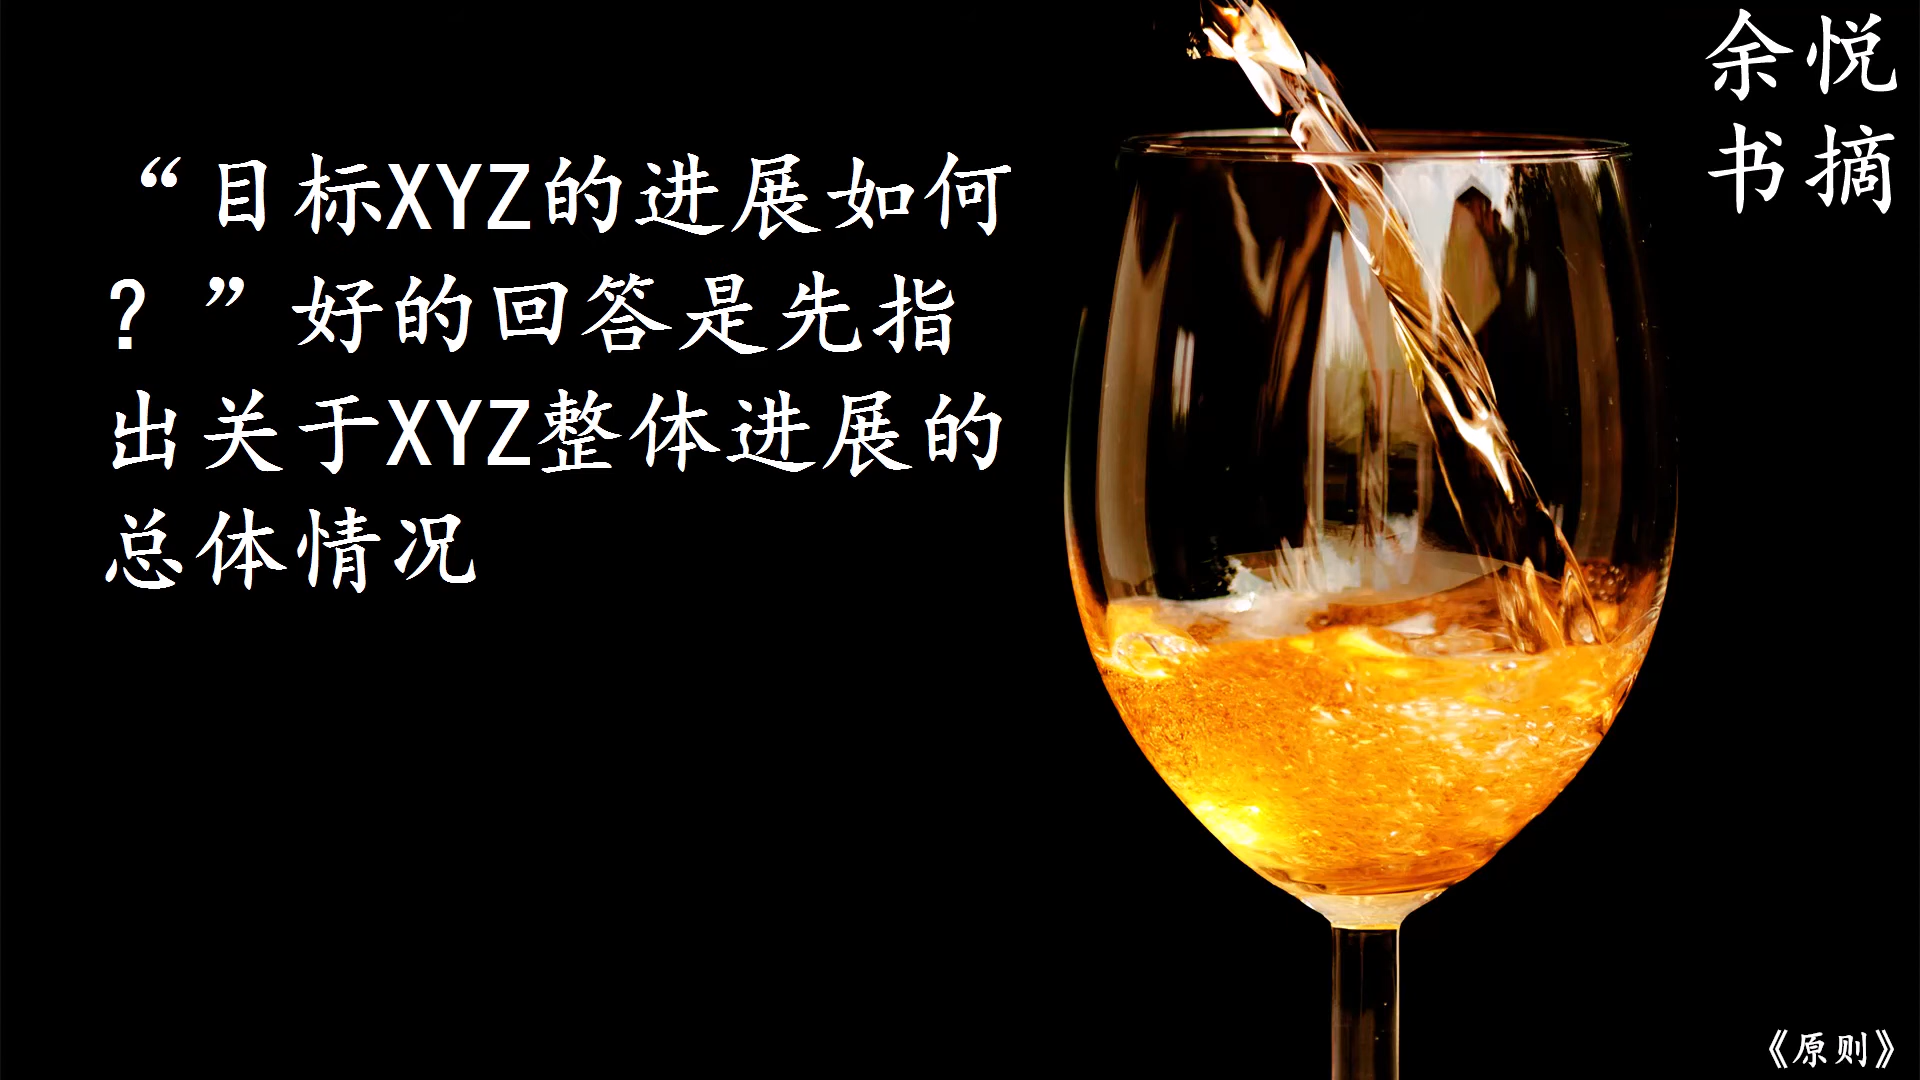 “目标XYZ的进展如何
？”好的回答是先指
出关于XYZ整体进展的
总体情况
余悦
书摘
《原则》